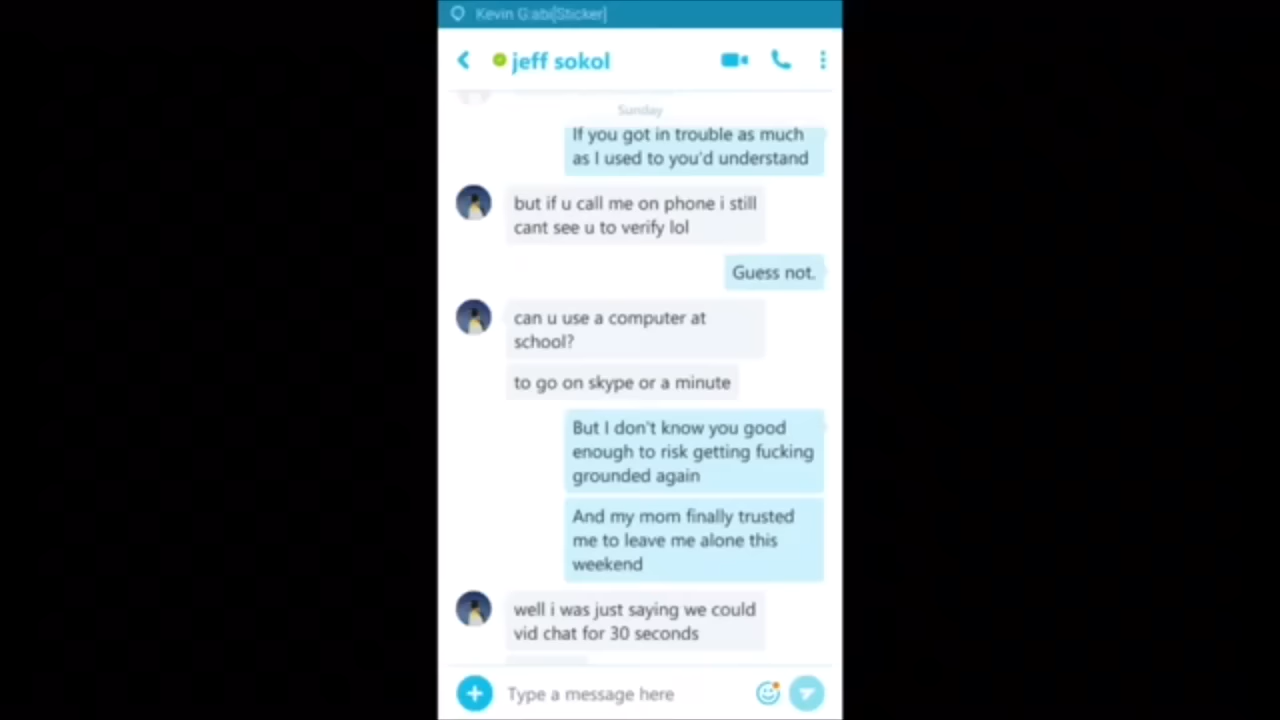 Kevin G:abi[Sticker]
jeff sokol
Sunday
If you got in trouble as much
as I used to you'd understand
but if u call me on phone i still
cant see u to verify lol
Guess not.
can u use a computer at
school?
to go on skype or a minute
But I don't know you good
enough to risk getting fucking
grounded again
And my mom finally trusted
me to leave me alone this
weekend
well i was just saying we could
vid chat for 30 seconds
Type a message here